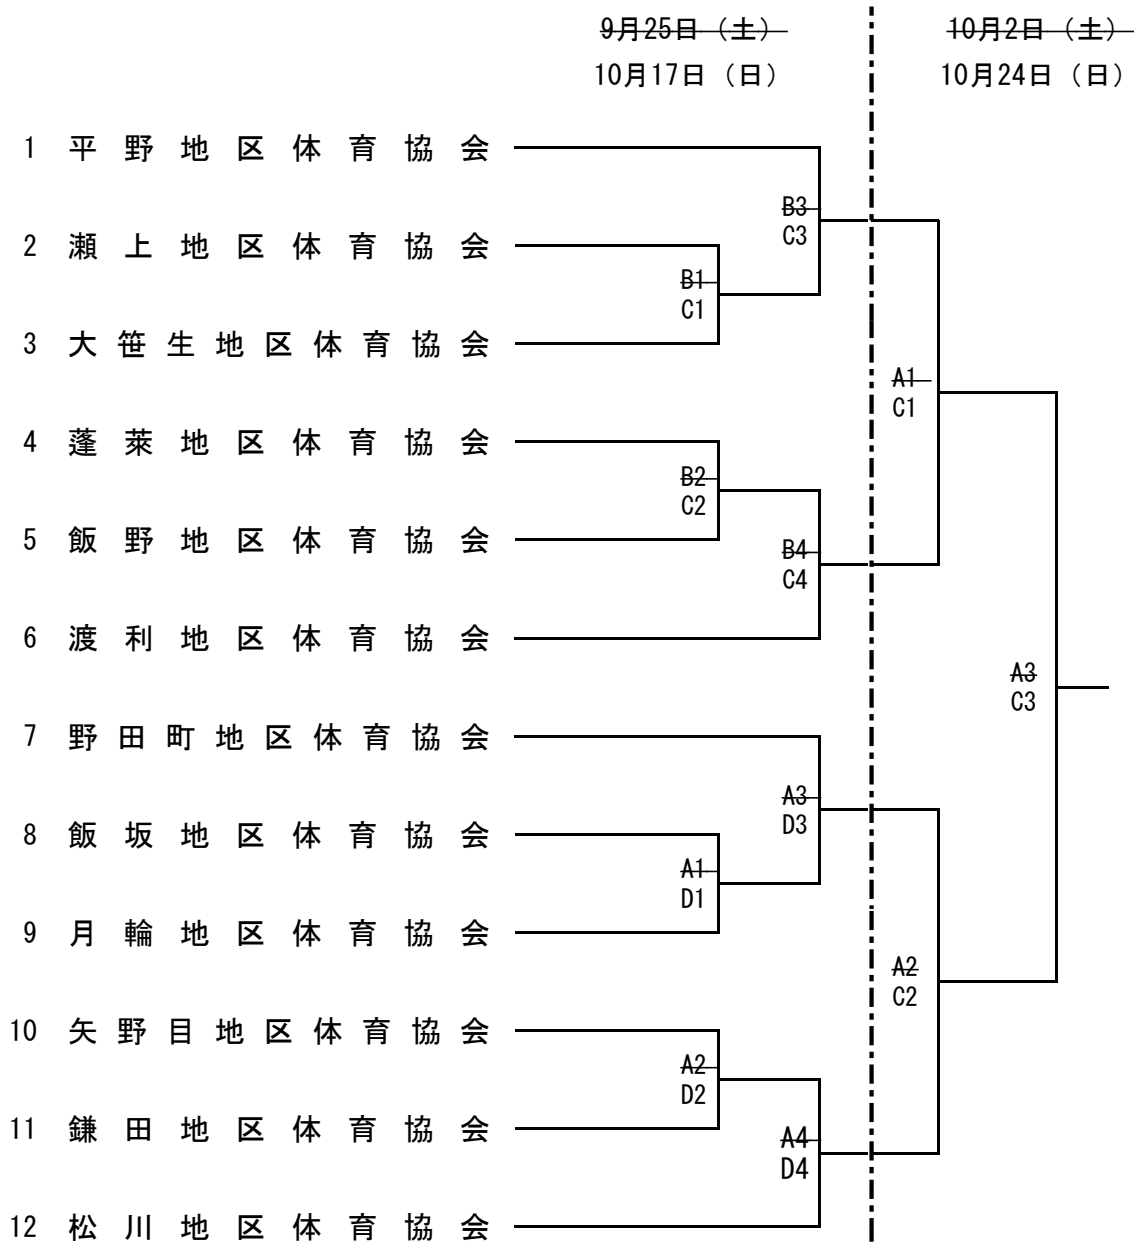 9月25日（土）
10月2日（土）
10月17日（日）
10月24日（日）
1 平野地区体育協会
B3
C3
2 瀬上地区体育協会
B1
C1
3 大笹生地区体育協会
A1
C1
4 蓬莱地区体育協会
B2
C2
5 飯野地区体育協会
B4
C4
6 渡利地区体育協会
A3
C3
7 野田町地区体育協会
A3
D3
8 飯坂地区体育協会
A1
D1
9 月輪地区体育協会
A2
C2
10 矢野目地区体育協会
A2
D2
11 鎌田地区体育協会
A4
D4
12 松川地区体育協会